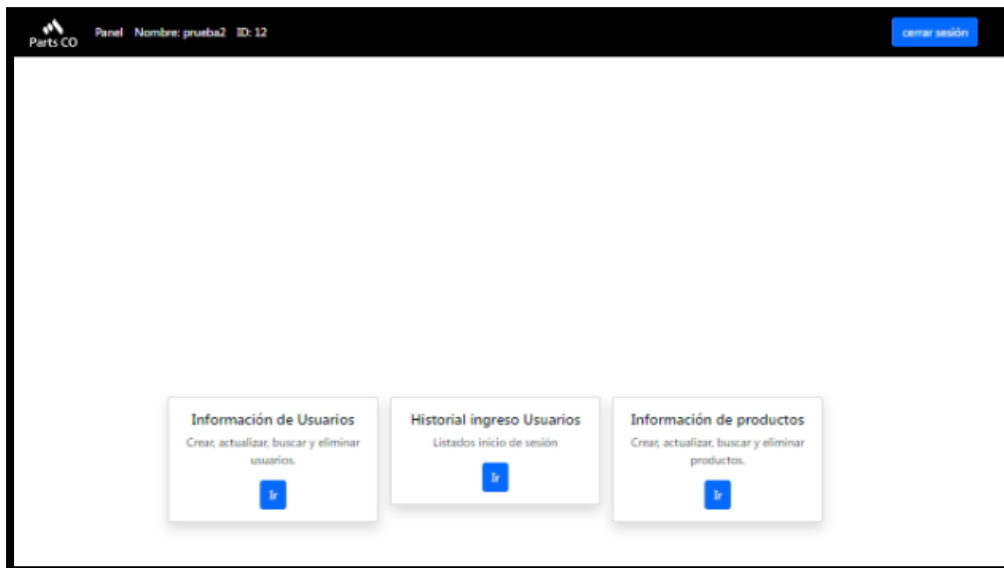 Parts CO
Panel Nombre: prueba2 ID: 12
cerrar sesión
Información de Usuarios
Crear, actualizar, buscar y eliminar
usuarios.
Ir
Historial ingreso Usuarios
Listados inicio de sesión
Ir
Información de productos
Crear, actualizar, buscar y eliminar
productos.
Ir